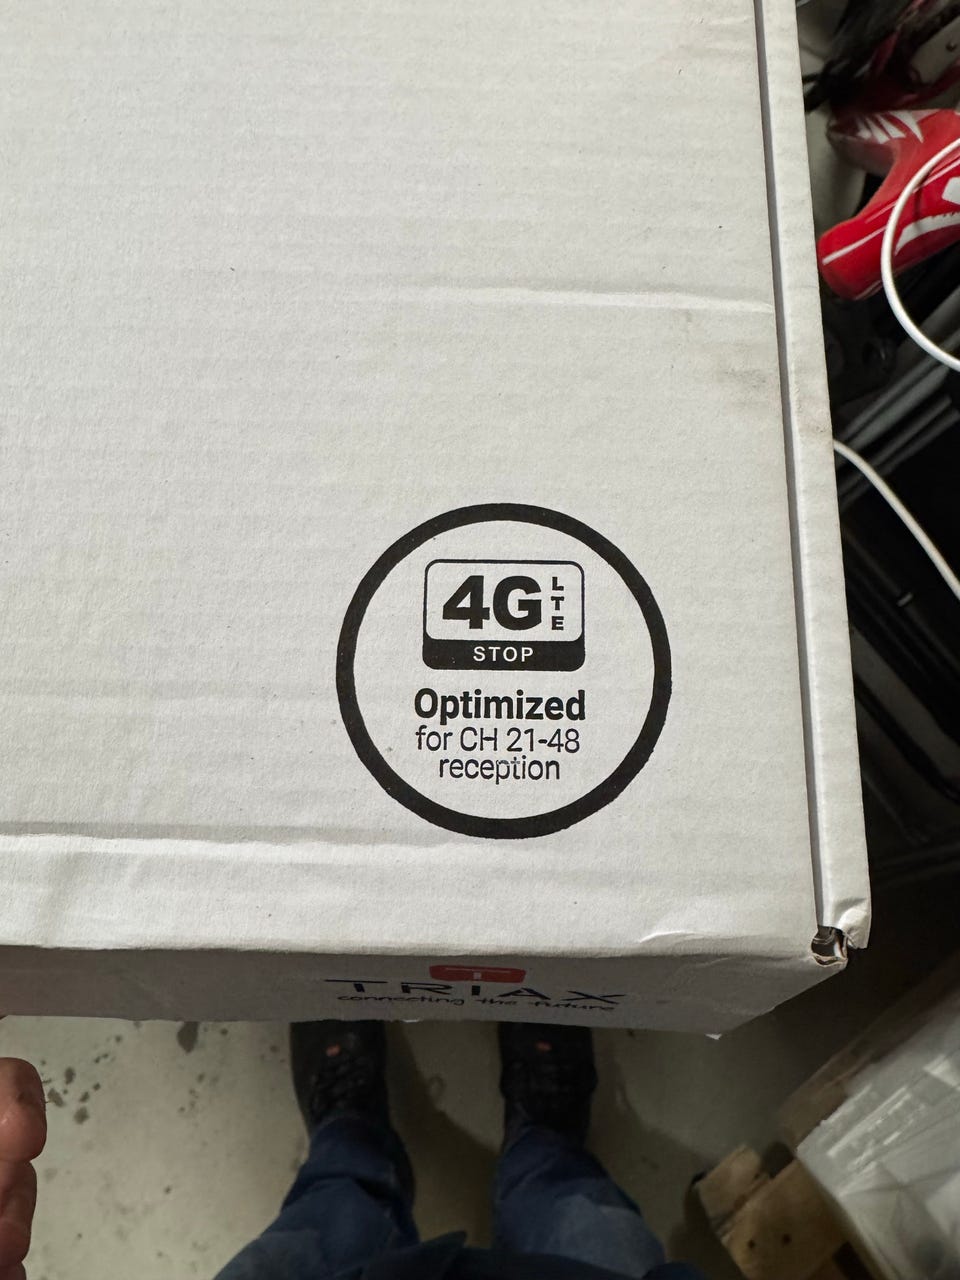 4G LTE
STOP
Optimized
for CH 21-48
reception
TRIAX
connecting the future